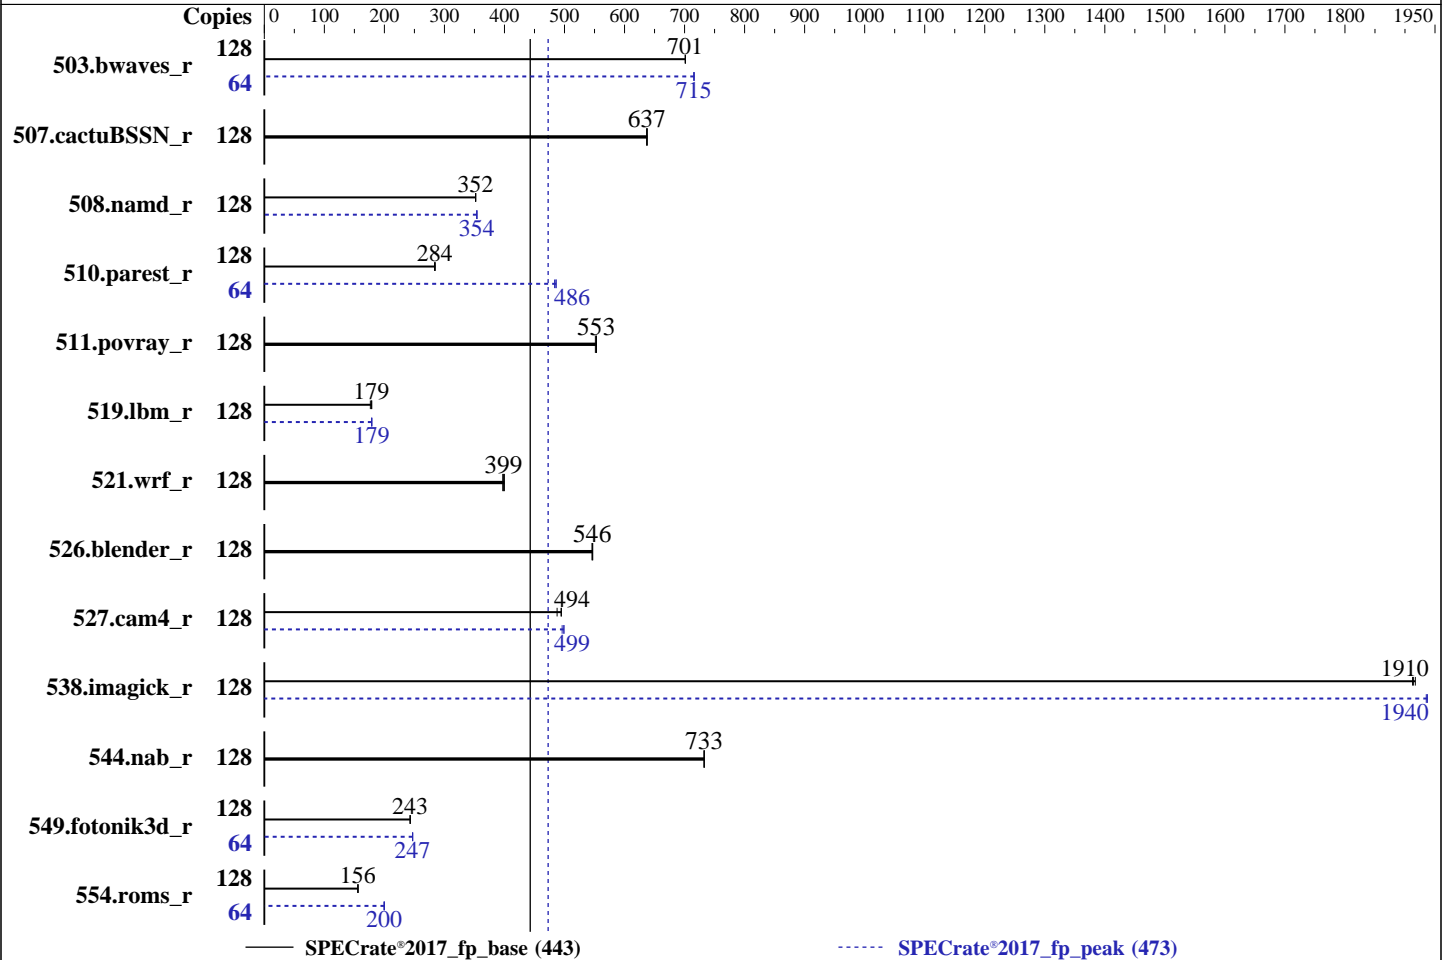 Copies 0 100 200 300 400 500 600 700 800 900 1000 1100 1200 1300 1400 1500 1600 1700 1800 1950
503.bwaves_r 128 701
64 715
507.cactuBSSN_r 128 637
508.namd_r 128 352
354
510.parest_r 128 284
64 486
511.povray_r 128 553
519.lbm_r 128 179
179
521.wrf_r 128 399
526.blender_r 128 546
527.cam4_r 128 494
499
538.imagick_r 128 1910
1940
544.nab_r 128 733
549.fotonik3d_r 128 243
64 247
554.roms_r 128 156
64 200
SPECrate®2017_fp_base (443) SPECrate®2017_fp_peak (473)